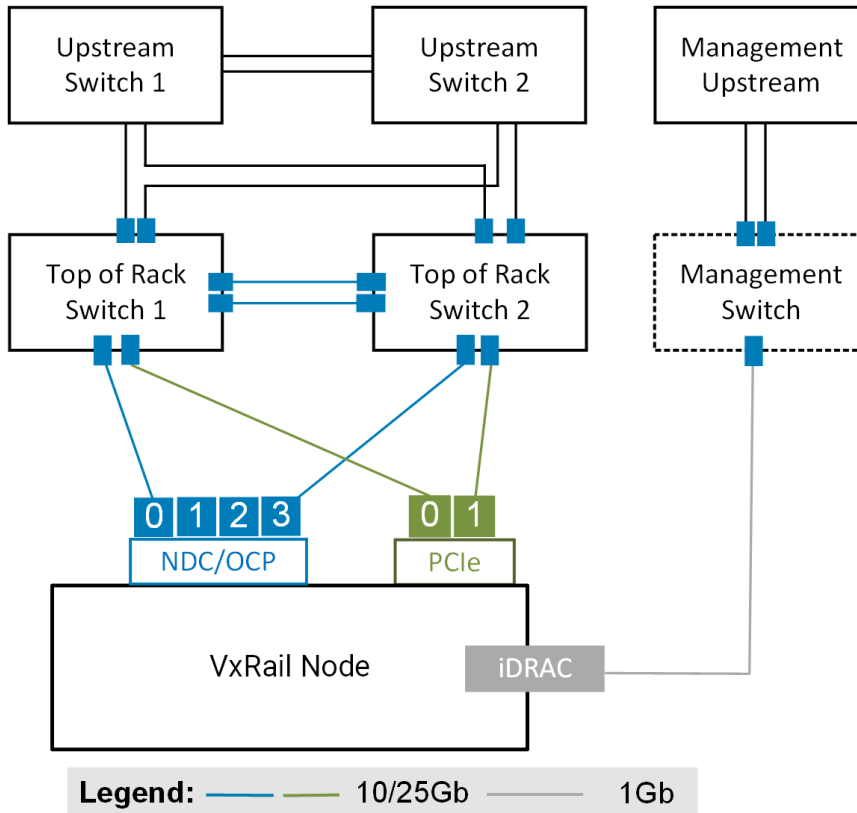 Upstream
Switch 1
Upstream
Switch 2
Management
Upstream
Top of Rack
Switch 1
Top of Rack
Switch 2
Management
Switch
0 1 2 3
NDC/OCP
0 1
PCIe
VxRail Node
iDRAC
Legend: 10/25Gb 1Gb